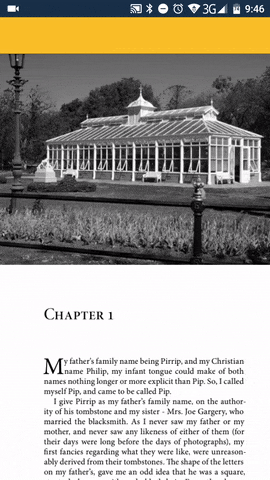 3G 9:46
CHAPTER 1
My father's family name being Pirrip, and my Christian
name Philip, my infant tongue could make of both
names nothing longer or more explicit than Pip. So, I called
myself Pip, and came to be called Pip.
I give Pirrip as my father's family name, on the author-
ity of his tombstone and my sister - Mrs. Joe Gargery, who
married the blacksmith. As I never saw my father or my
mother, and never saw any likeness of either of them (for
their days were long before the days of photographs), my
first fancies regarding what they were like, were unreason-
ably derived from their tombstones. The shape of the letters
on my father's, gave me an odd idea that he was a square,